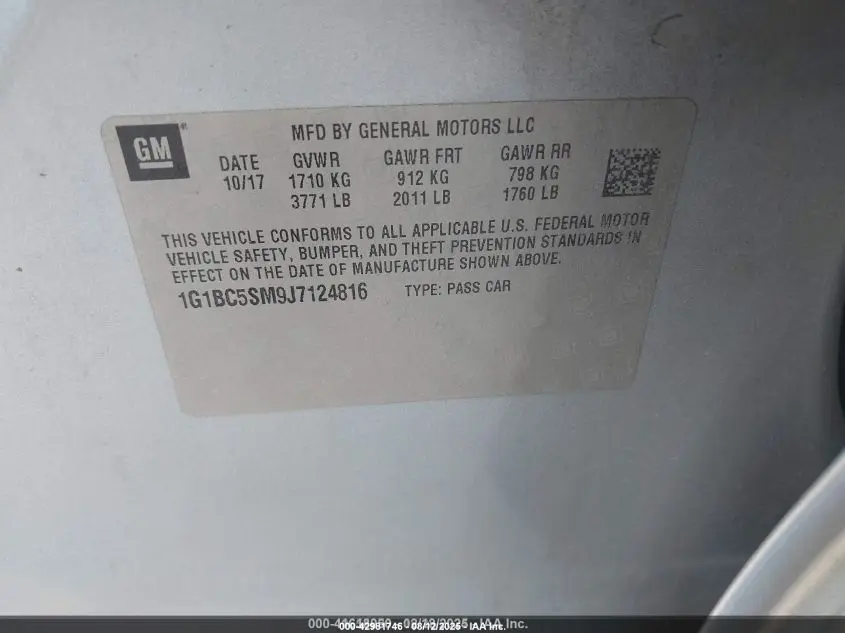 GM®
MFD BY GENERAL MOTORS LLC
DATE GVWR GAWR FRT GAWR RR
10/17 1710 KG 912 KG 798 KG
3771 LB 2011 LB 1760 LB
THIS VEHICLE CONFORMS TO ALL APPLICABLE U.S. FEDERAL MOTOR
VEHICLE SAFETY, BUMPER, AND THEFT PREVENTION STANDARDS IN
EFFECT ON THE DATE OF MANUFACTURE SHOWN ABOVE.
1G1BC5SM9J7124816 TYPE: PASS CAR
IAA Inc.